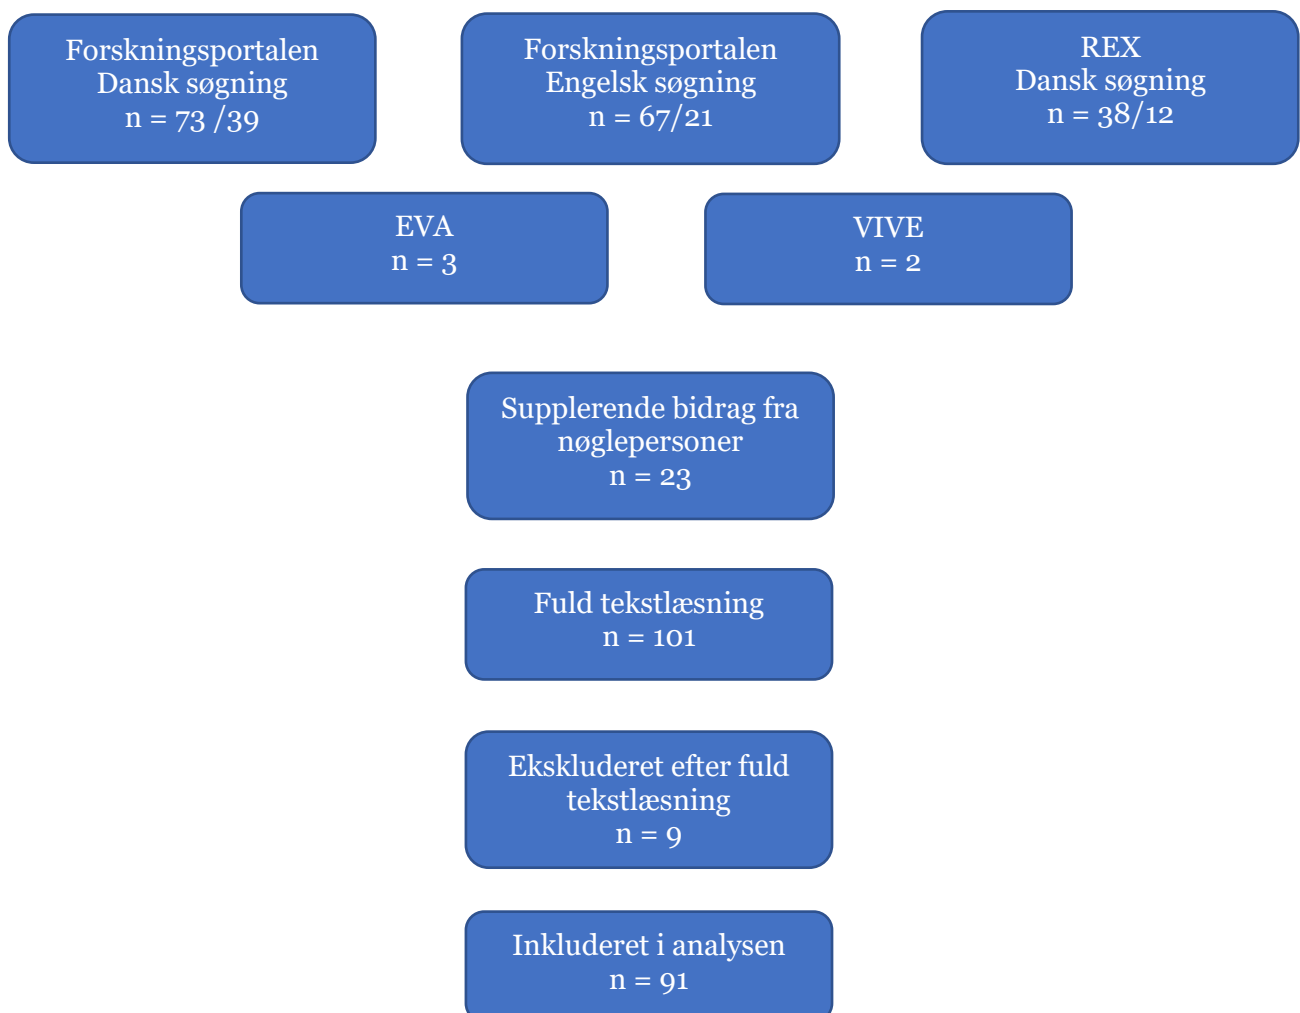 Forskningsportalen
Dansk søgning
n = 73 /39
Forskningsportalen
Engelsk søgning
n = 67/21
REX
Dansk søgning
n = 38/12
EVA
n = 3
VIVE
n = 2
Supplerende bidrag fra
nøglepersoner
n = 23
Fuld tekstlæsning
n = 101
Ekskluderet efter fuld
tekstlæsning
n = 9
Inkluderet i analysen
n = 91